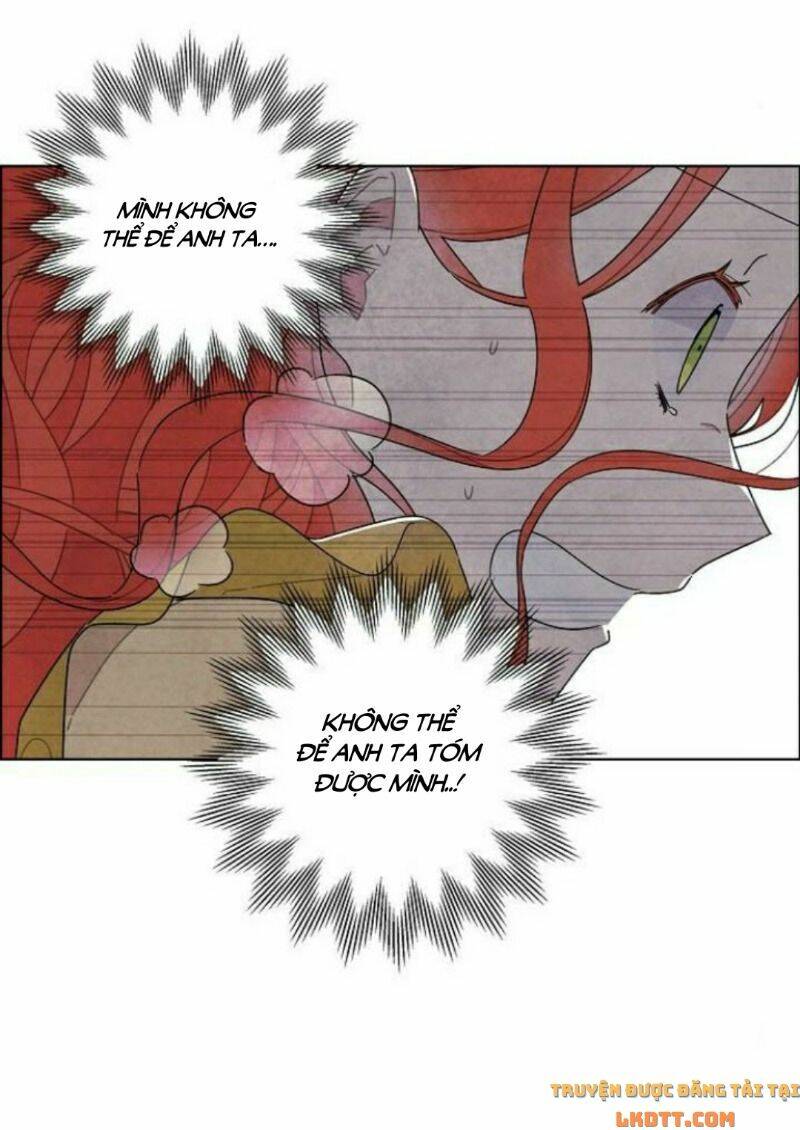 MÌNH KHÔNG
THỂ ĐỂ ANH TA....
KHÔNG THỂ
ĐỂ ANH TA TÓM
ĐƯỢC MÌNH..!
TRUYỆN ĐƯỢC ĐĂNG TẢI TẠI
LKDTT.COM